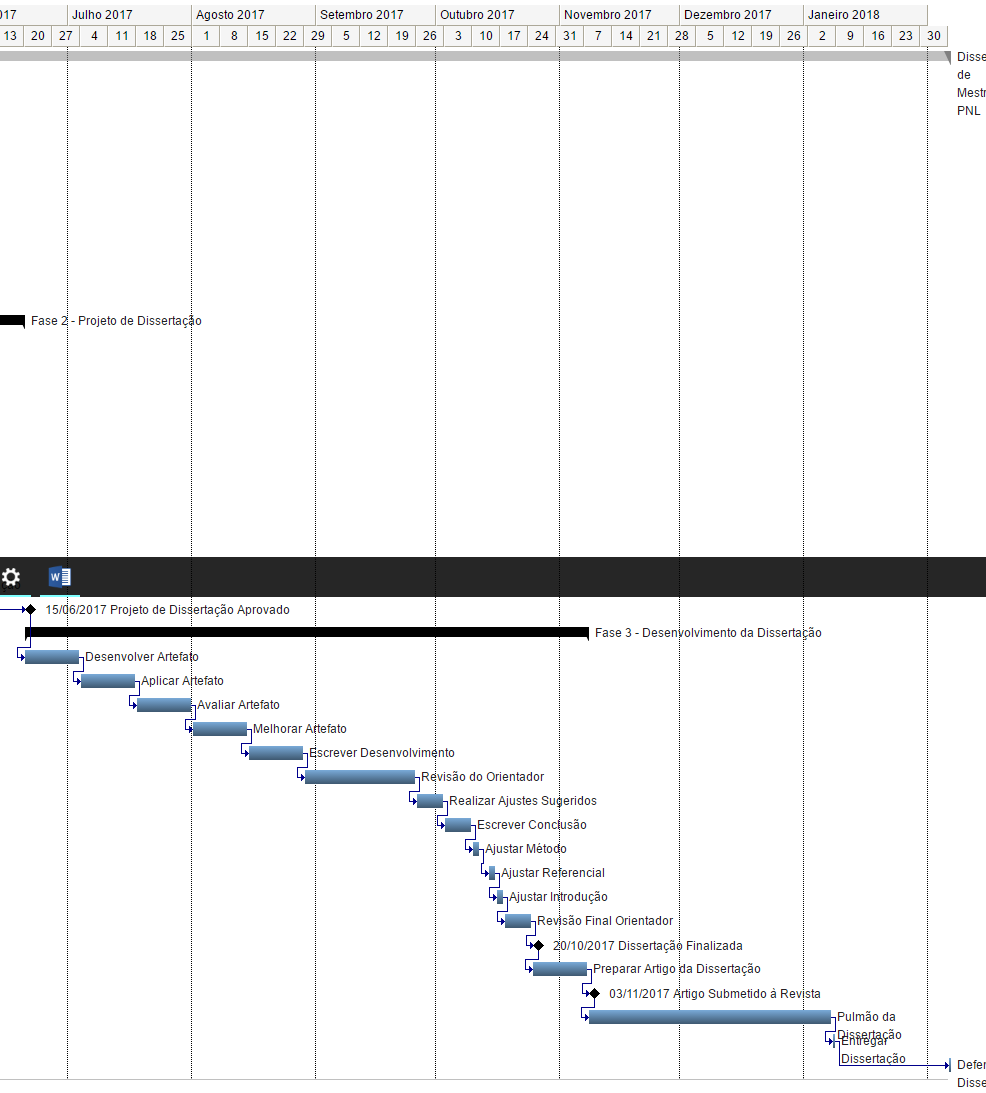 017 Julho 2017 Agosto 2017 Setembro 2017 Outubro 2017 Novembro 2017 Dezembro 2017 Janeiro 2018
13 20 27 4 11 18 25 1 8 15 22 29 5 12 19 26 3 10 17 24 31 7 14 21 28 5 12 19 26 2 9 16 23 30
Disse
de
Mestr
PNL
Fase 2 - Projeto de Dissertação
W
15/06/2017 Projeto de Dissertação Aprovado
Fase 3 - Desenvolvimento da Dissertação
Desenvolver Artefato
Aplicar Artefato
Avaliar Artefato
Melhorar Artefato
Escrever Desenvolvimento
Revisão do Orientador
Realizar Ajustes Sugeridos
Escrever Conclusão
Ajustar Método
Ajustar Referencial
Ajustar Introdução
Revisão Final Orientador
20/10/2017 Dissertação Finalizada
Preparar Artigo da Dissertação
03/11/2017 Artigo Submetido à Revista
Pulmão da
Dissertação
Entregar
Dissertação
Defer
Disse